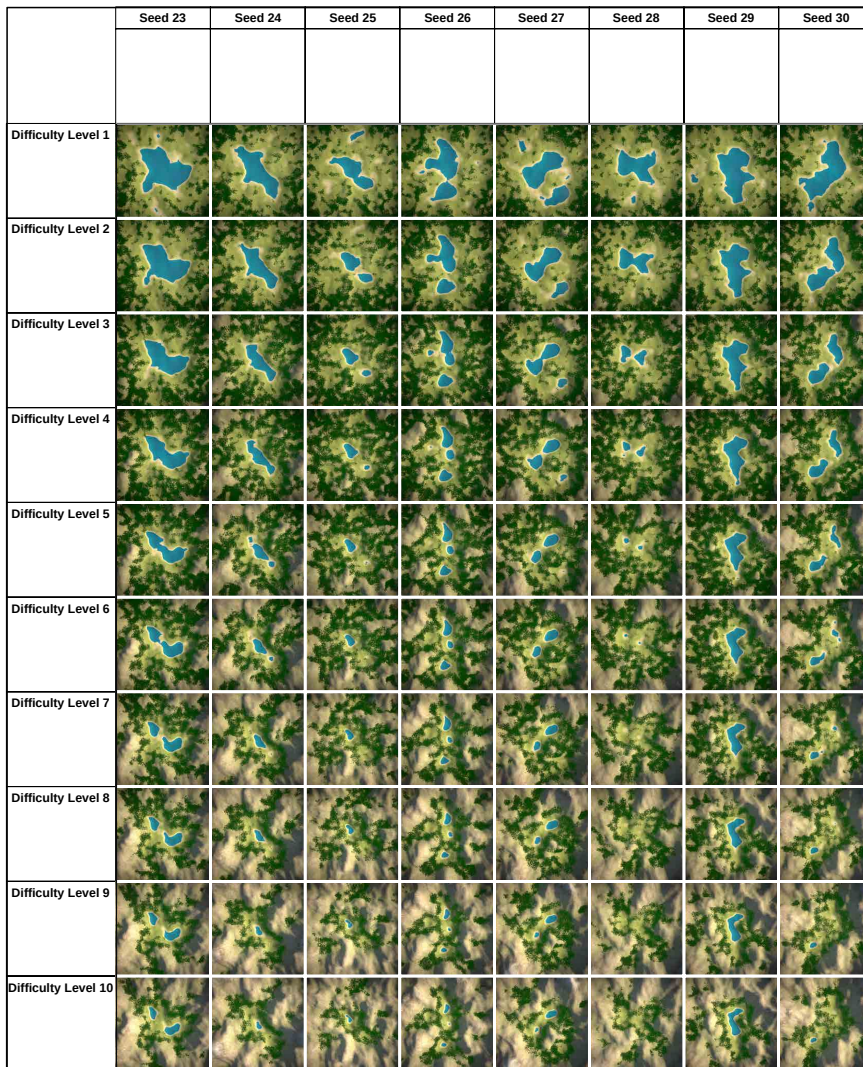 Seed 23 Seed 24 Seed 25 Seed 26 Seed 27 Seed 28 Seed 29 Seed 30
Difficulty Level 1
Difficulty Level 2
Difficulty Level 3
Difficulty Level 4
Difficulty Level 5
Difficulty Level 6
Difficulty Level 7
Difficulty Level 8
Difficulty Level 9
Difficulty Level 10